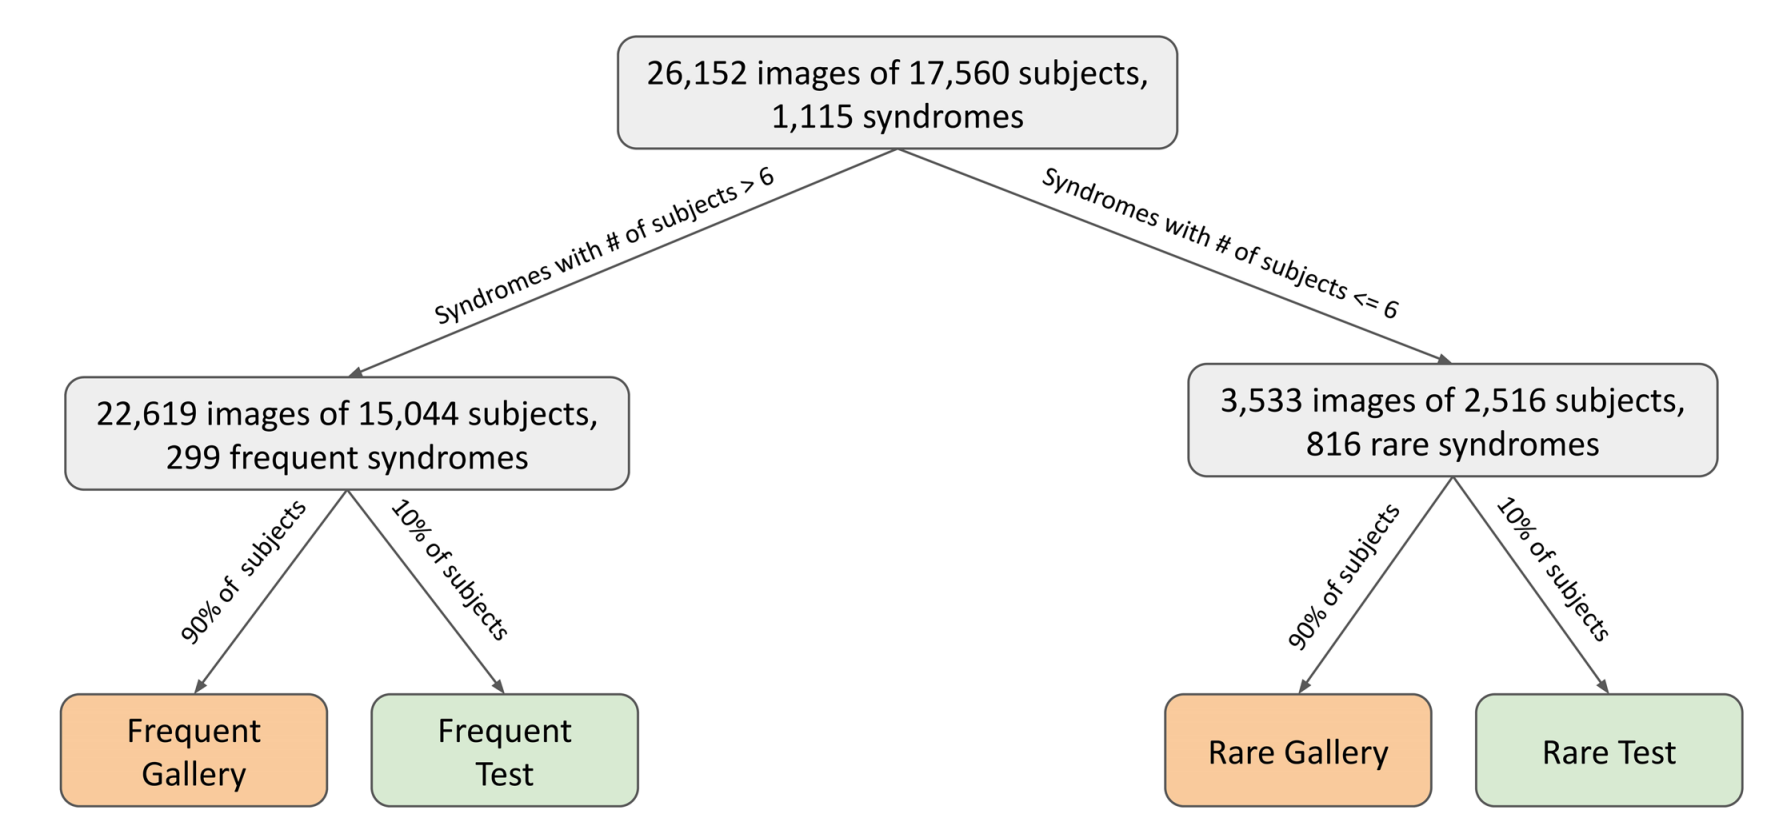 26,152 images of 17,560 subjects,
1,115 syndromes
Syndromes with # of subjects > 6
Syndromes with # of subjects <= 6
22,619 images of 15,044 subjects,
299 frequent syndromes
3,533 images of 2,516 subjects,
816 rare syndromes
90% of subjects
10% of subjects
90% of subjects
10% of subjects
Frequent
Gallery
Frequent
Test
Rare Gallery
Rare Test